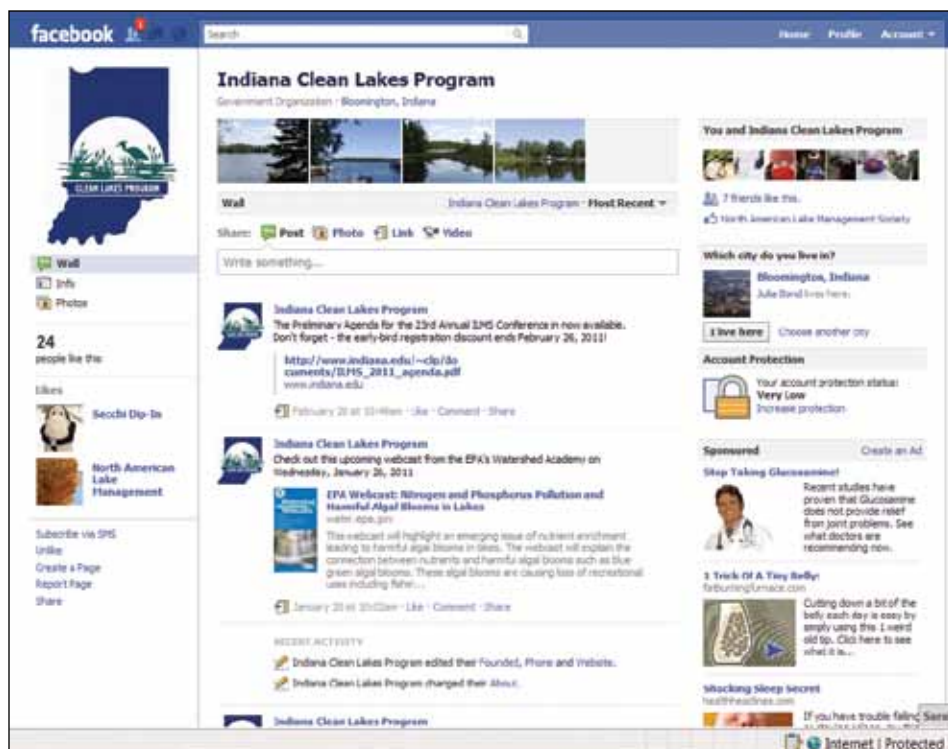 facebook
1
Search
Home Profile Account
CLEAN LAKES PROGRAM
Wall
Info
Photos
24
people like this
Likes
Secchi Dip-In
North American
Lake
Management
Subscribe via SMS
Unlike
Create a Page
Report Page
Share
Indiana Clean Lakes Program
Government Organization · Bloomington, Indiana
Wall
Indiana Clean Lakes Program · Most Recent
Share: Post Photo Link Video
Write something...
Indiana Clean Lakes Program
The Preliminary Agenda for the 23rd Annual ILMS Conference in now available.
Don't forget - the early-bird registration discount ends February 26, 2011!
http://www.indiana.edu/~clp/do
cuments/ILMS_2011_agenda.pdf
www.indiana.edu
February 20 at · Like · Comment · Share
Indiana Clean Lakes Program
Check out this upcoming webcast from the EPA's Watershed Academy on
Wednesday, January 26, 2011
EPA Webcast: Nitrogen and Phosphorus Pollution and
Harmful Algal Blooms in Lakes
water.epa.gov
This webcast will highlight an emerging issue of nutrient enrichment
leading to harmful algal blooms in lakes. The webcast will explain the
connection between nutrients and harmful algal blooms such as blue
green algal blooms. These algal blooms are causing loss of recreational
uses including fisher...
January 20 at · Like · Comment · Share
RECENT ACTIVITY
Indiana Clean Lakes Program edited their Founded, Phone and Website.
Indiana Clean Lakes Program changed their About.
Indiana Clean Lakes Program
You and Indiana Clean Lakes Program
7 friends like this.
North American Lake Management Society
Which city do you live in?
Bloomington, Indiana
Julie lives here.
I live here Choose another city
Account Protection
Your account protection status:
Very Low
Increase protection
Sponsored Create an Ad
Stop Taking Glucosamine!
Recent studies have
proven that Glucosamine
does not provide relief
from joint problems. See
what doctors are
recommending now.
1 Trick Of A Tiny Belly:
fatburningfurnace.com
Cutting down a bit of the
belly each day is easy by
simply using this 1 weird
old tip. Click here to see
what it is...
Shocking Sleep Secret
healthheadlines.com
If you have trouble falling
Internet | Protected